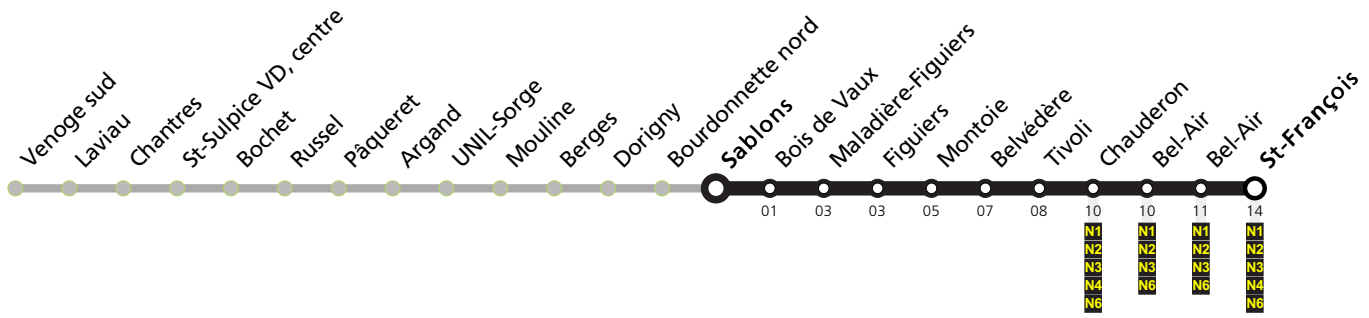 Venoge sud
Laviau
Chantres
St-Sulpice VD, centre
Bochet
Russel
Pâqueret
Argand
UNIL-Sorge
Mouline
Berges
Dorigny
Bourdonnette nord
Sablons
Bois de Vaux
Maladière-Figuiers
Figuiers
Montoie
Belvédère
Tivoli
Chauderon
Bel-Air
Bel-Air
St-François
01 03 03 05 07 08 10 10 11 14
N1 N1 N1 N1
N2 N2 N2 N2
N3 N3 N3 N3
N4 N6 N6 N4
N6 N6